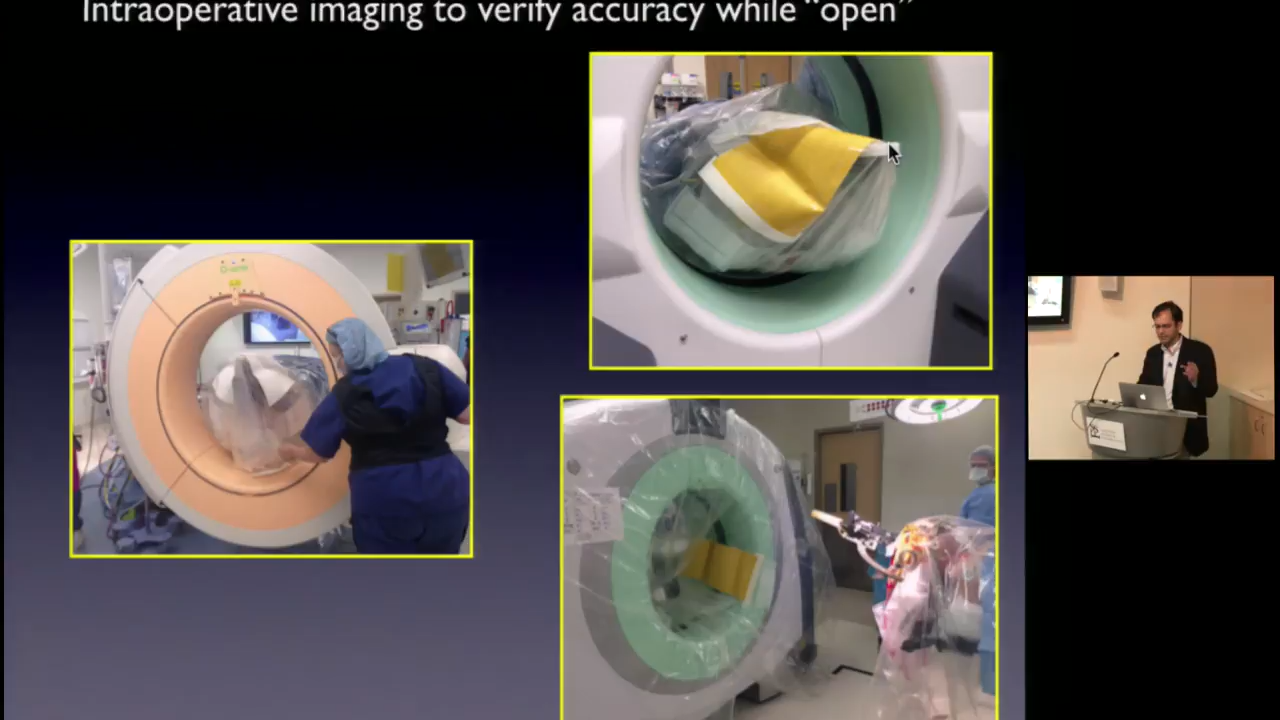 Intraoperative imaging to verify accuracy while “open”